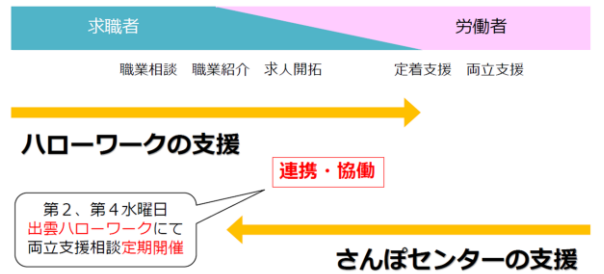 求職者 労働者
職業相談 職業紹介 求人開拓 定着支援 両立支援
ハローワークの支援
連携・協働
第２、第４水曜日
出雲ハローワークにて
両立支援相談定期開催
さんぽセンターの支援